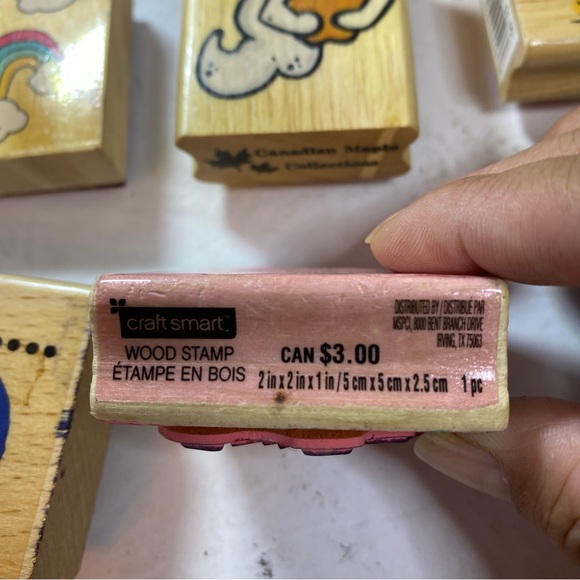 Canadian Maple
Collections
craft smart™
WOOD STAMP
ÉTAMPE EN BOIS
CAN $3.00
2 in x 2 in x 1 in / 5 cm x 5 cm x 2.5 cm 1 pc
DISTRIBUTED BY / DISTRIBUÉ PAR
MSPCI, 8000 BENT BRANCH DRIVE
IRVING, TX 75063